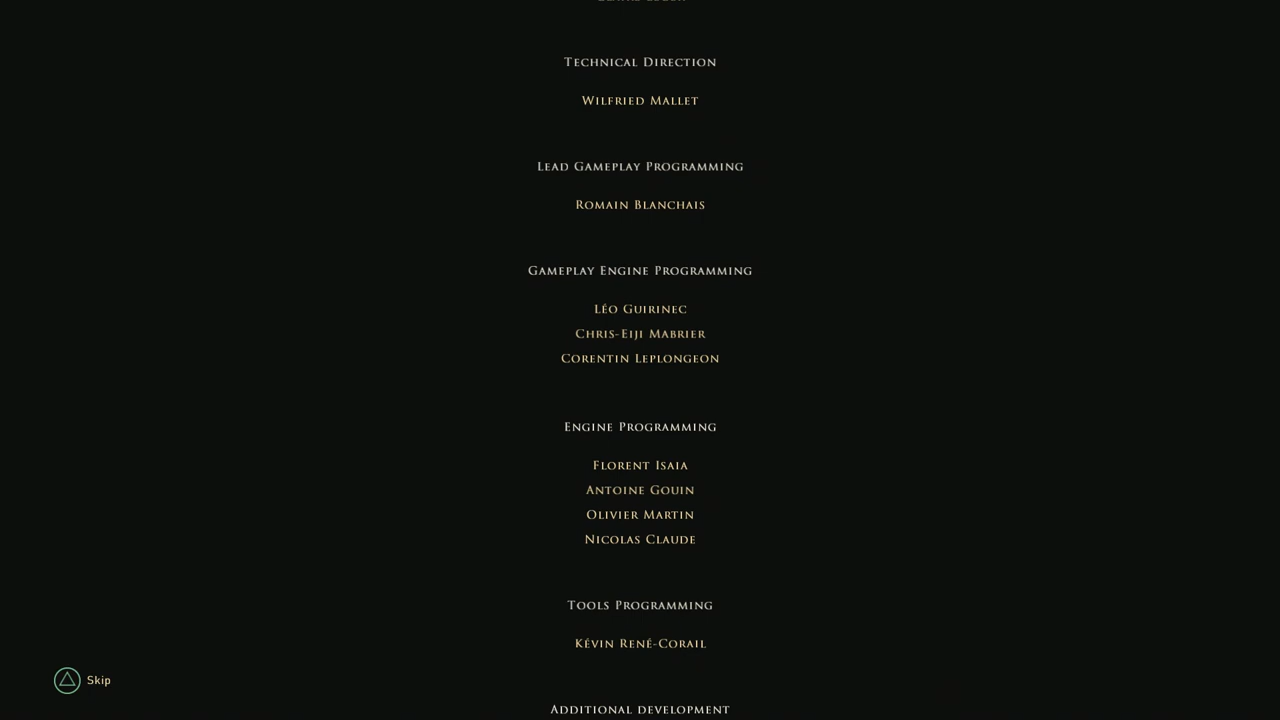 Technical Direction
Wilfried Mallet
Lead Gameplay Programming
Romain Blanchais
Gameplay Engine Programming
Léo Guirinec
Chris-Eiji Mabrier
Corentin Leplongeon
Engine Programming
Florent Isaia
Antoine Gouin
Olivier Martin
Nicolas Claude
Tools Programming
Kévin René-Corail
Skip
Additional development